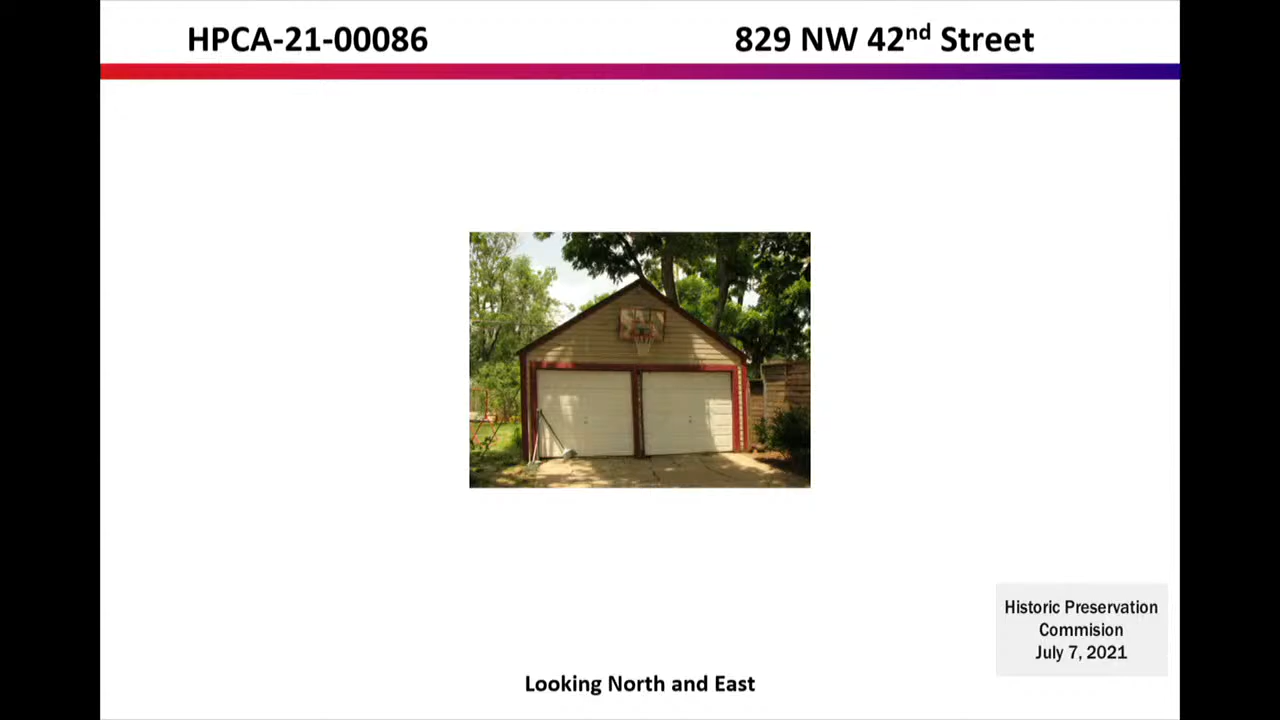 HPCA-21-00086 829 NW 42nd Street
Historic Preservation
Commision
July 7, 2021
Looking North and East